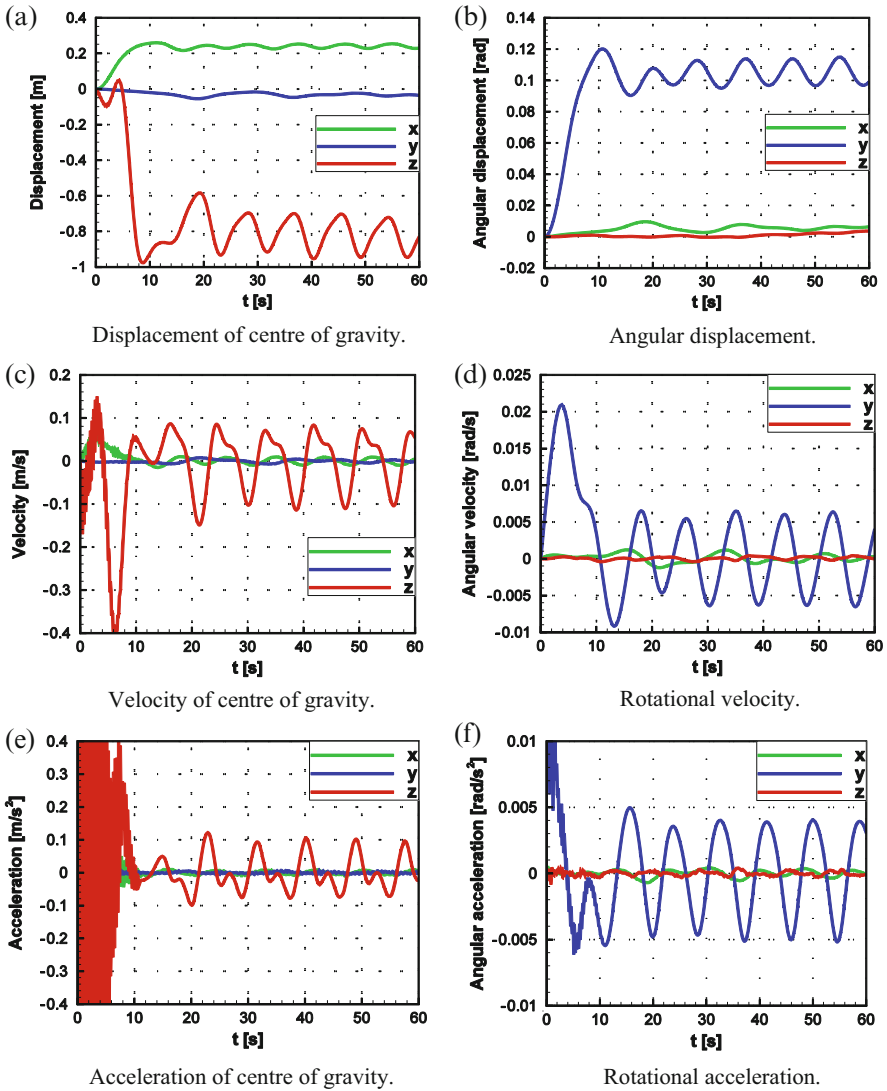 (a)
0.4
0.2
0
-0.2
-0.4
-0.6
-0.8
-1
Displacement [m]
x
y
z
0 10 20 30 40 50 60
t [s]
Displacement of centre of gravity.
(b)
0.14
0.12
0.10
0.08
0.06
0.04
0.02
0
-0.02
Angular displacement [rad]
x
y
z
0 10 20 30 40 50 60
t [s]
Angular displacement.
(c)
0.2
0.1
0
-0.1
-0.2
-0.3
-0.4
Velocity [m/s]
x
y
z
0 10 20 30 40 50 60
t [s]
Velocity of centre of gravity.
(d)
0.025
0.02
0.015
0.01
0.005
0
-0.005
-0.01
Angular velocity [rad/s]
x
y
z
0 10 20 30 40 50 60
t [s]
Rotational velocity.
(e)
0.4
0.3
0.2
0.1
0
-0.1
-0.2
-0.3
-0.4
Acceleration [m/s²]
x
y
z
0 10 20 30 40 50 60
t [s]
Acceleration of centre of gravity.
(f)
0.01
0.005
0
-0.005
-0.01
Angular acceleration [rad/s²]
x
y
z
0 10 20 30 40 50 60
t [s]
Rotational acceleration.